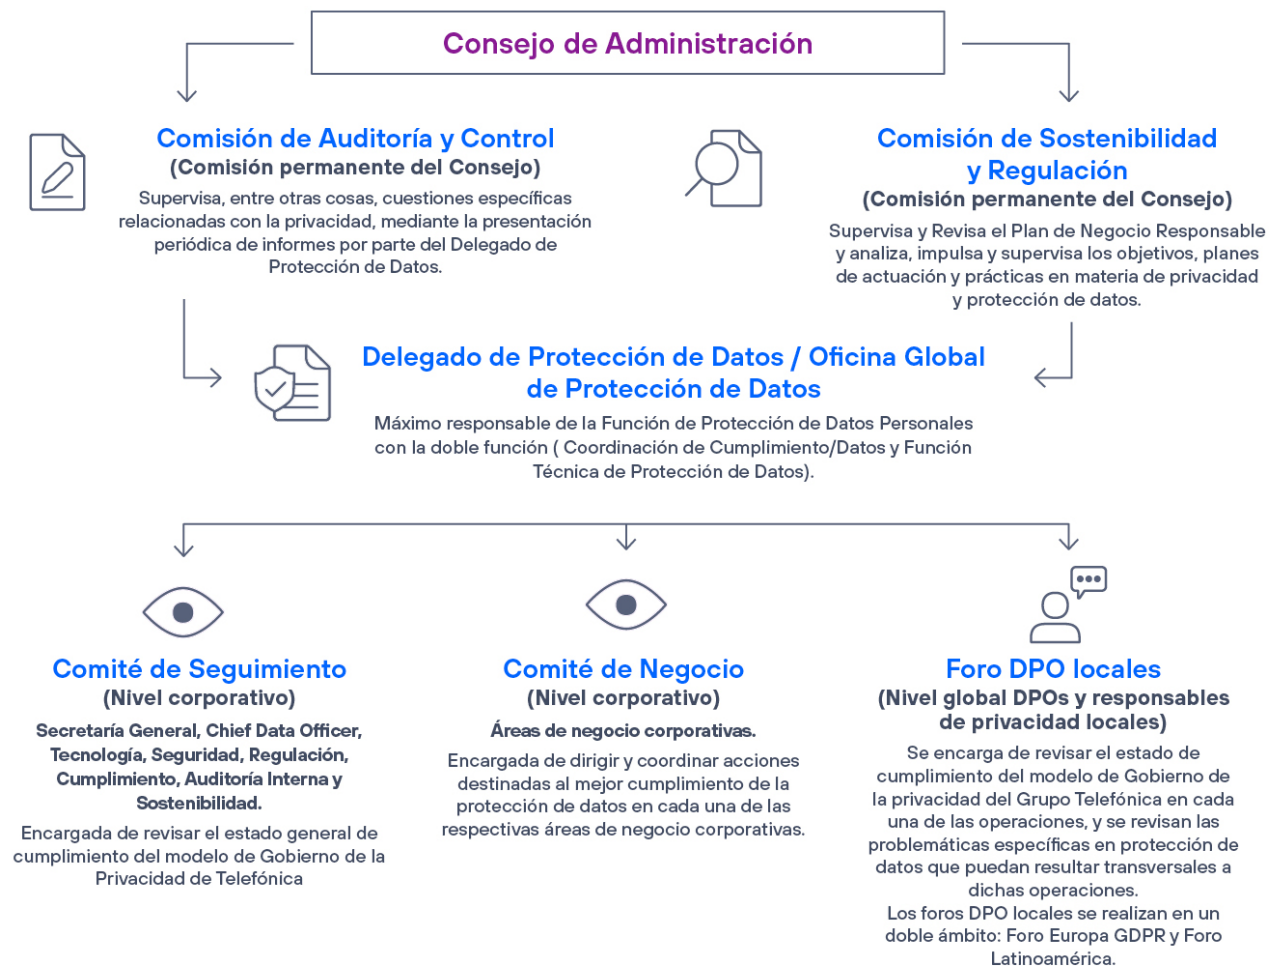 Consejo de Administración
Comisión de Auditoría y Control
(Comisión permanente del Consejo)
Supervisa, entre otras cosas, cuestiones específicas
relacionadas con la privacidad, mediante la presentación
periódica de informes por parte del Delegado de
Protección de Datos.
Comisión de Sostenibilidad
y Regulación
(Comisión permanente del Consejo)
Supervisa y Revisa el Plan de Negocio Responsable
y analiza, impulsa y supervisa los objetivos, planes
de actuación y prácticas en materia de privacidad
y protección de datos.
Delegado de Protección de Datos / Oficina Global
de Protección de Datos
Máximo responsable de la Función de Protección de Datos Personales
con la doble función ( Coordinación de Cumplimiento/Datos y Función
Técnica de Protección de Datos).
Comité de Seguimiento
(Nivel corporativo)
Secretaría General, Chief Data Officer,
Tecnología, Seguridad, Regulación,
Cumplimiento, Auditoría Interna y
Sostenibilidad.
Encargada de revisar el estado general de
cumplimiento del modelo de Gobierno de la
Privacidad de Telefónica
Comité de Negocio
(Nivel corporativo)
Áreas de negocio corporativas.
Encargada de dirigir y coordinar acciones
destinadas al mejor cumplimiento de la
protección de datos en cada una de las
respectivas áreas de negocio corporativas.
Foro DPO locales
(Nivel global DPOs y responsables
de privacidad locales)
Se encarga de revisar el estado de
cumplimiento del modelo de Gobierno de
la privacidad del Grupo Telefónica en cada
una de las operaciones, y se revisan las
problemáticas específicas en protección de
datos que puedan resultar transversales a
dichas operaciones.
Los foros DPO locales se realizan en un
doble ámbito: Foro Europa GDPR y Foro
Latinoamérica.